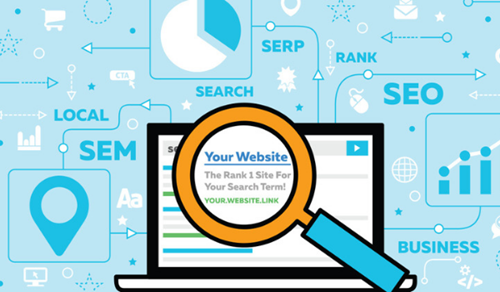 SERP
RANK
CTA
SEARCH
SEO
LOCAL
SEM
Your Website
The Rank 1 Site For
Your Search Term!
YOUR.WEBSITE.LINK
Aa
BUSINESS